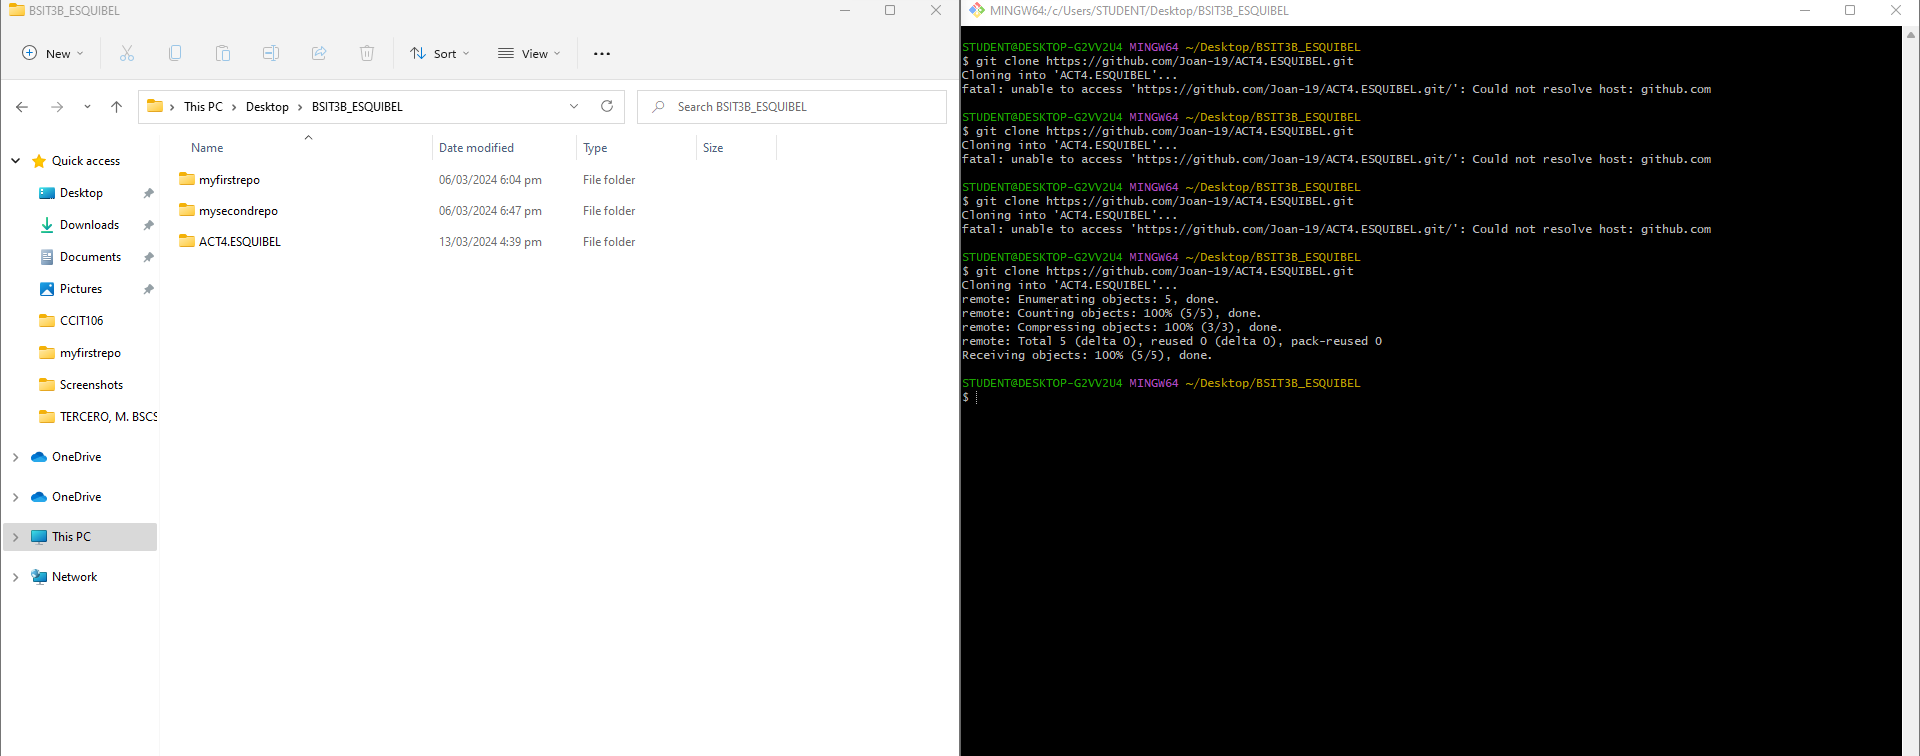 BSIT3B_ESQUIBEL
New
Sort
View
This PC
Desktop
BSIT3B_ESQUIBEL
Search BSIT3B_ESQUIBEL
Name
Date modified
Type
Size
Quick access
Desktop
Downloads
Documents
Pictures
CCIT106
myfirstrepo
Screenshots
TERCERO, M. BSCS
OneDrive
OneDrive
This PC
Network
myfirstrepo 06/03/2024 6:04 pm File folder
mysecondrepo 06/03/2024 6:47 pm File folder
ACT4.ESQUIBEL 13/03/2024 4:39 pm File folder
MINGW64:/c/Users/STUDENT/Desktop/BSIT3B_ESQUIBEL
STUDENT@DESKTOP-G2VV2U4 MINGW64 ~/Desktop/BSIT3B_ESQUIBEL
$ git clone https://github.com/Joan-19/ACT4.ESQUIBEL.git
Cloning into 'ACT4.ESQUIBEL'...
fatal: unable to access 'https://github.com/Joan-19/ACT4.ESQUIBEL.git/': Could not resolve host: github.com
STUDENT@DESKTOP-G2VV2U4 MINGW64 ~/Desktop/BSIT3B_ESQUIBEL
$ git clone https://github.com/Joan-19/ACT4.ESQUIBEL.git
Cloning into 'ACT4.ESQUIBEL'...
fatal: unable to access 'https://github.com/Joan-19/ACT4.ESQUIBEL.git/': Could not resolve host: github.com
STUDENT@DESKTOP-G2VV2U4 MINGW64 ~/Desktop/BSIT3B_ESQUIBEL
$ git clone https://github.com/Joan-19/ACT4.ESQUIBEL.git
Cloning into 'ACT4.ESQUIBEL'...
fatal: unable to access 'https://github.com/Joan-19/ACT4.ESQUIBEL.git/': Could not resolve host: github.com
STUDENT@DESKTOP-G2VV2U4 MINGW64 ~/Desktop/BSIT3B_ESQUIBEL
$ git clone https://github.com/Joan-19/ACT4.ESQUIBEL.git
Cloning into 'ACT4.ESQUIBEL'...
remote: Enumerating objects: 5, done.
remote: Counting objects: 100% (5/5), done.
remote: Compressing objects: 100% (3/3), done.
remote: Total 5 (delta 0), reused 0 (delta 0), pack-reused 0
Receiving objects: 100% (5/5), done.
STUDENT@DESKTOP-G2VV2U4 MINGW64 ~/Desktop/BSIT3B_ESQUIBEL
$